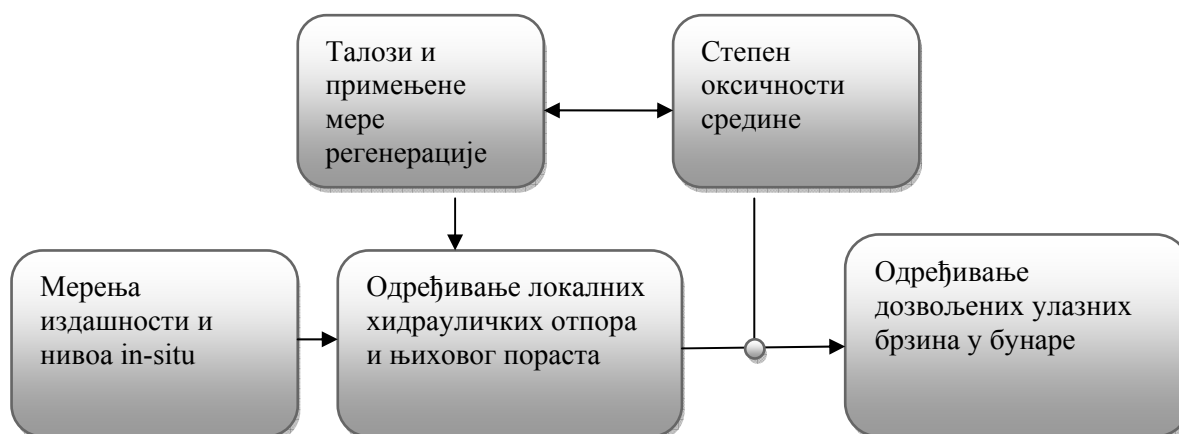 Талози и
примењене
мере
регенерације
Степен
оксичности
средине
Мерења
издашности и
нивоа in-situ
Одређивање локалних
хидрауличких отпора
и њиховог пораста
Одређивање
дозвољених улазних
брзина у бунаре